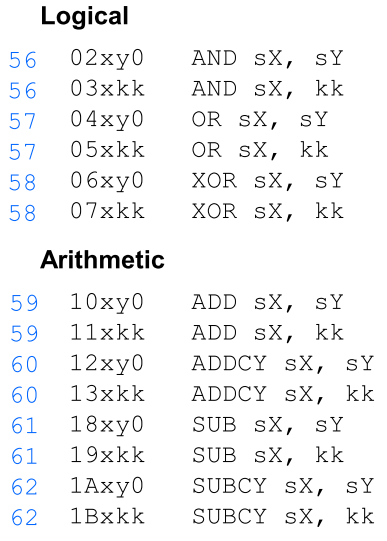 Logical
56 02xy0 AND sX, sY
56 03xkk AND sX, kk
57 04xy0 OR sX, sY
57 05xkk OR sX, kk
58 06xy0 XOR sX, sY
58 07xkk XOR sX, kk
Arithmetic
59 10xy0 ADD sX, sY
59 11xkk ADD sX, kk
60 12xy0 ADDCY sX, sY
60 13xkk ADDCY sX, kk
61 18xy0 SUB sX, sY
61 19xkk SUB sX, kk
62 1Axy0 SUBCY sX, sY
62 1Bxkk SUBCY sX, kk